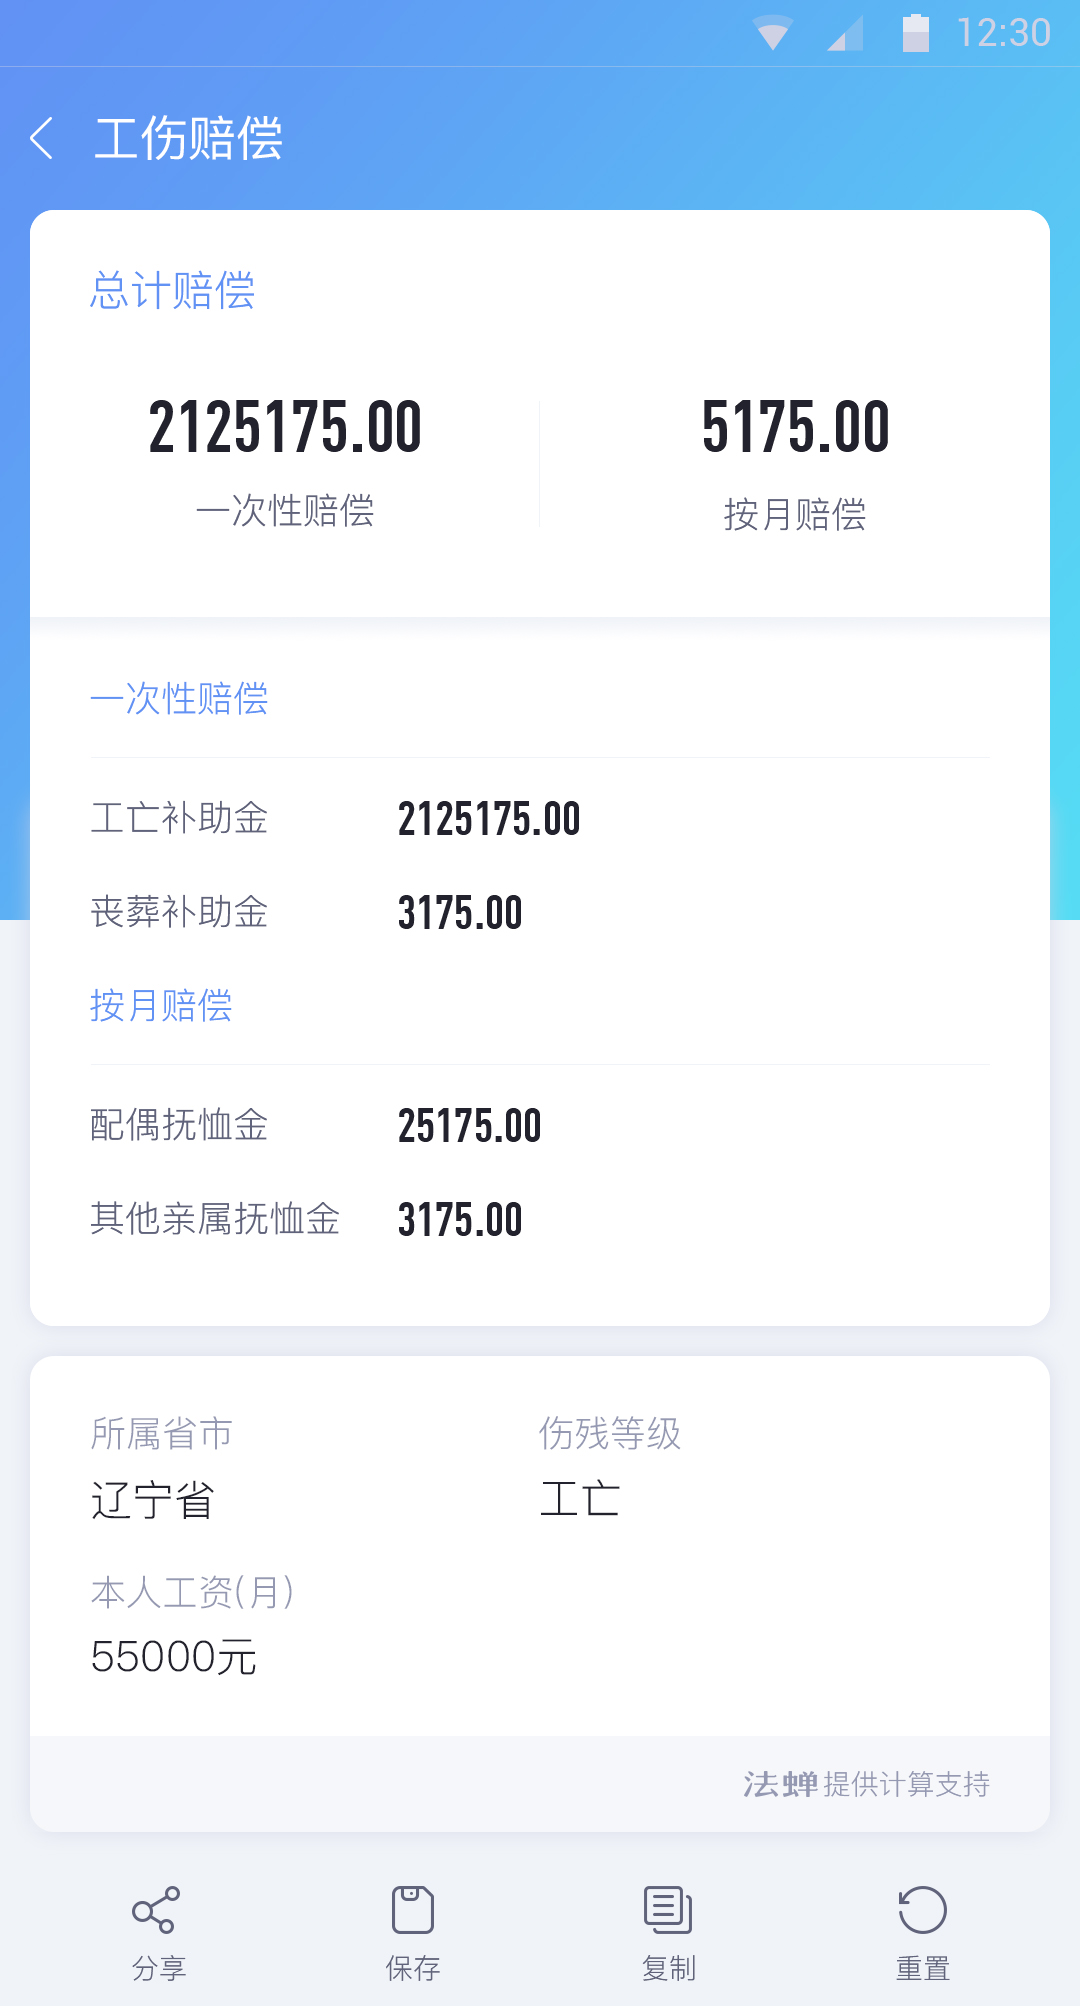 12:30
工伤赔偿
总计赔偿
2125175.00 5175.00
一次性赔偿 按月赔偿
一次性赔偿
工亡补助金 2125175.00
丧葬补助金 3175.00
按月赔偿
配偶抚恤金 25175.00
其他亲属抚恤金 3175.00
所属省市 伤残等级
辽宁省 工亡
本人工资(月)
55000元
法蝉提供计算支持
分享 保存 复制 重置